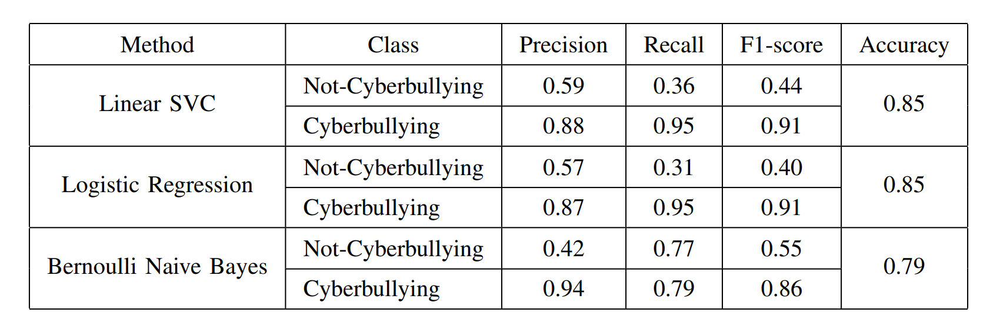 Method Class Precision Recall F1-score Accuracy
Linear SVC Not-Cyberbullying 0.59 0.36 0.44 0.85
Cyberbullying 0.88 0.95 0.91
Logistic Regression Not-Cyberbullying 0.57 0.31 0.40 0.85
Cyberbullying 0.87 0.95 0.91
Bernoulli Naive Bayes Not-Cyberbullying 0.42 0.77 0.55 0.79
Cyberbullying 0.94 0.79 0.86